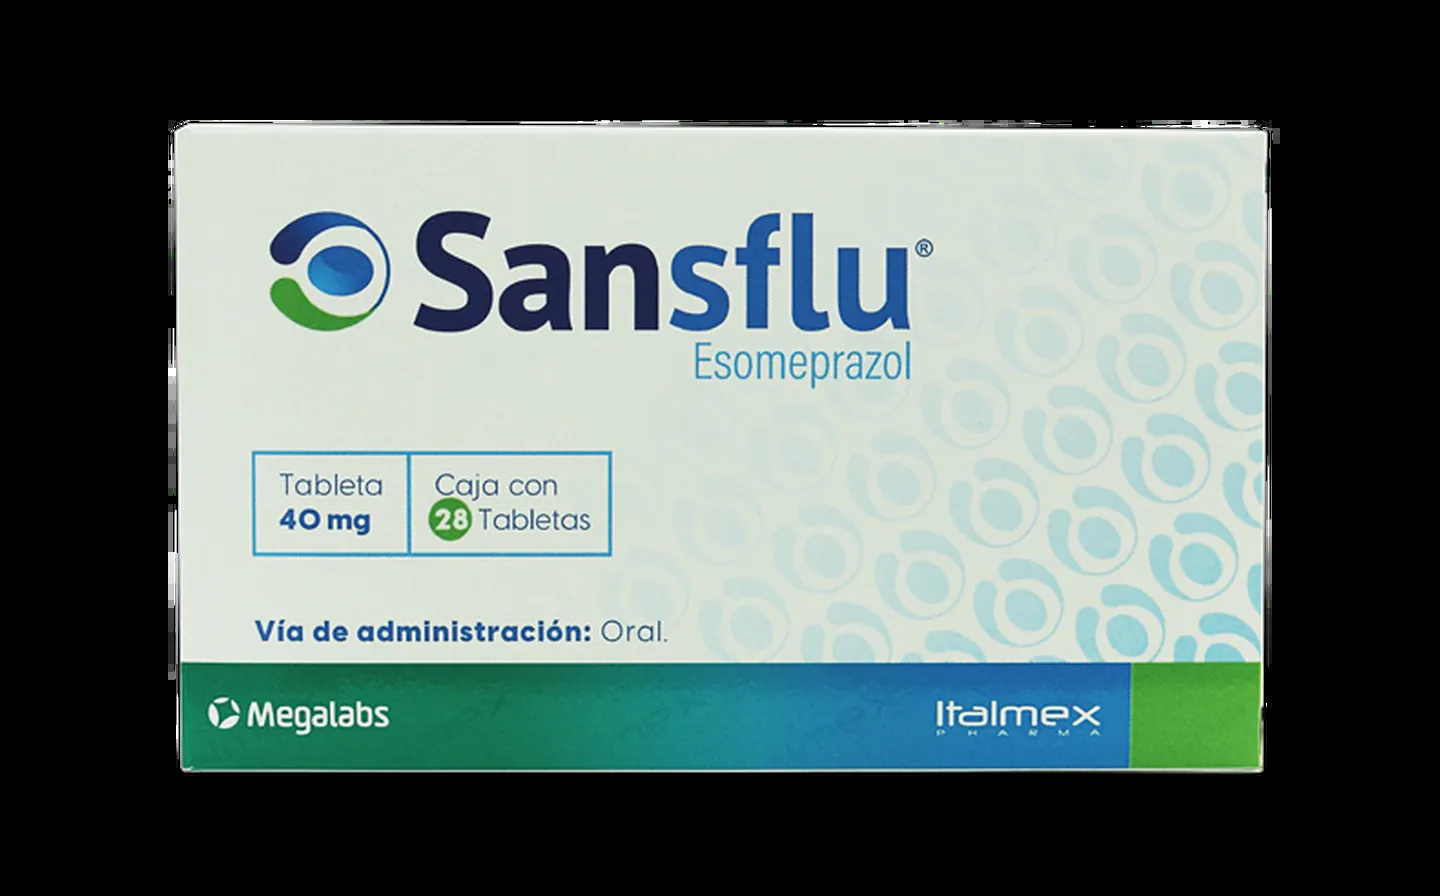 Sansflu®
Esomeprazol
Tableta
40 mg
Caja con
28 Tabletas
Vía de administración: Oral.
Megalabs
Italmex
PHARMA